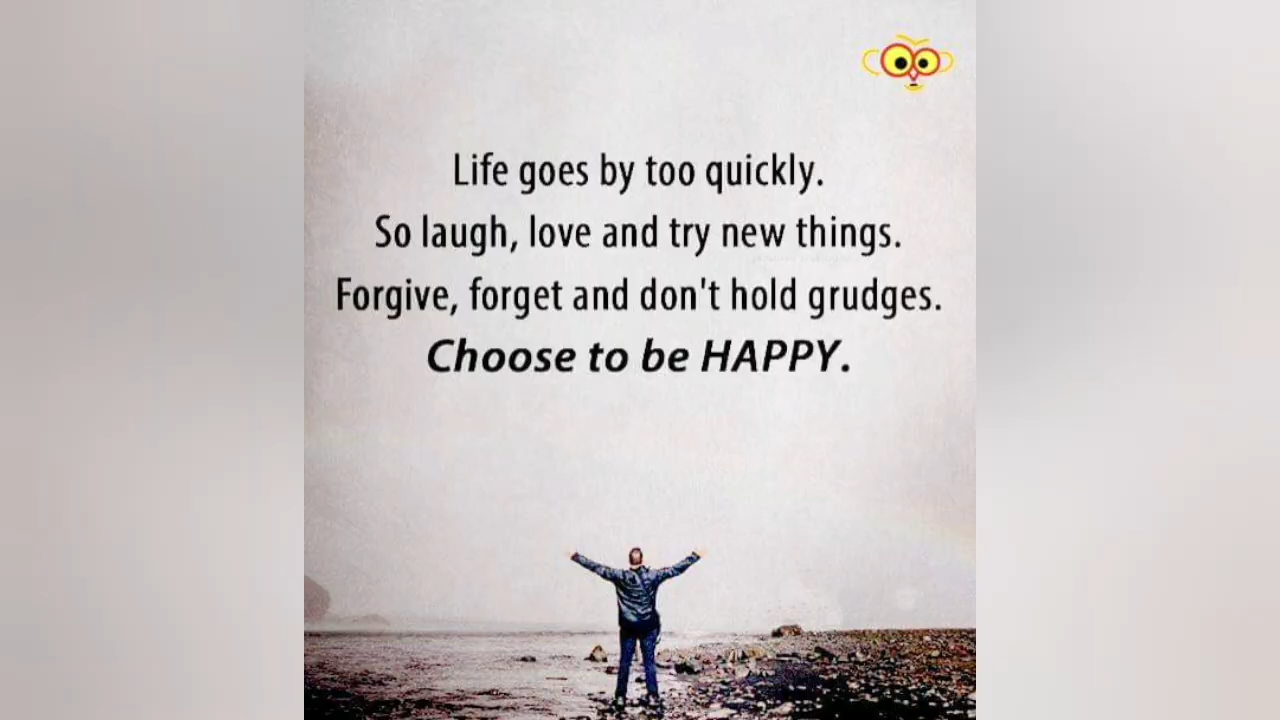 Life goes by too quickly.
So laugh, love and try new things.
Forgive, forget and don't hold grudges.
Choose to be HAPPY.